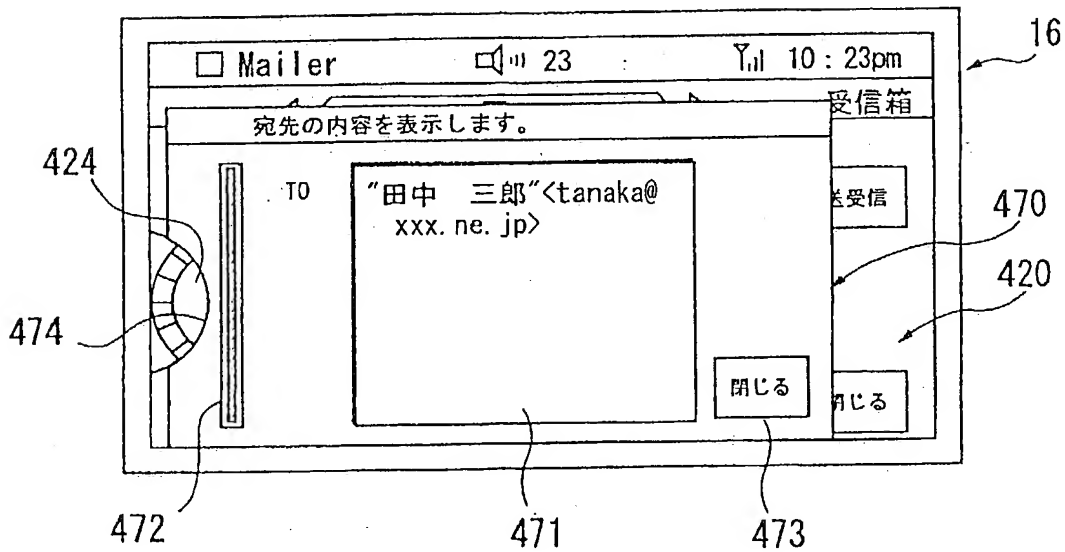 16
□ Mailer 23 10:23pm
受信箱
宛先の内容を表示します。
424
TO
"田中 三郎"<tanaka@
xxx.ne.jp>
送受信
470
420
474
閉じる
閉じる
472
471
473